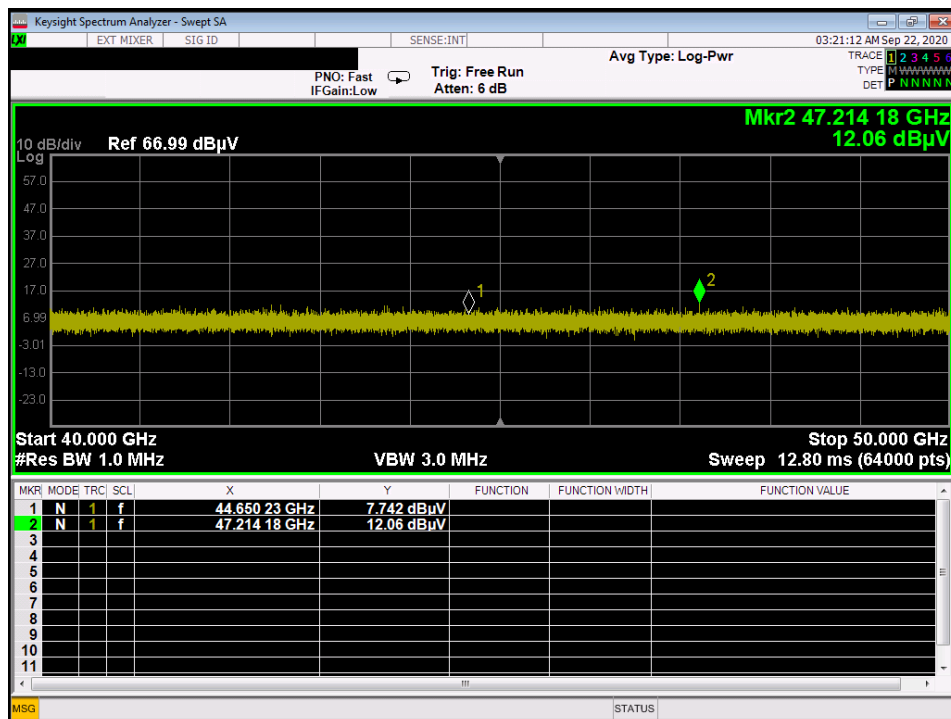 Keysight Spectrum Analyzer - Swept SA
LXI EXT MIXER SIG ID SENSE:INT 03:21:12 AM Sep 22, 2020
Avg Type: Log-Pwr TRACE 1 2 3 4 5 6
PNO: Fast Trig: Free Run TYPE M WWWWW
IFGain:Low Atten: 6 dB DET P N N N N N
Mkr2 47.214 18 GHz
10 dB/div Ref 66.99 dBµV 12.06 dBµV
Log
57.0
47.0
37.0
27.0
17.0
6.99
-3.01
-13.0
-23.0
1
2
Start 40.000 GHz Stop 50.000 GHz
#Res BW 1.0 MHz VBW 3.0 MHz Sweep 12.80 ms (64000 pts)
MKR MODE TRC SCL X Y FUNCTION FUNCTION WIDTH FUNCTION VALUE
1 N 1 f 44.650 23 GHz 7.742 dBµV
2 N 1 f 47.214 18 GHz 12.06 dBµV
3
4
5
6
7
8
9
10
11
MSG STATUS